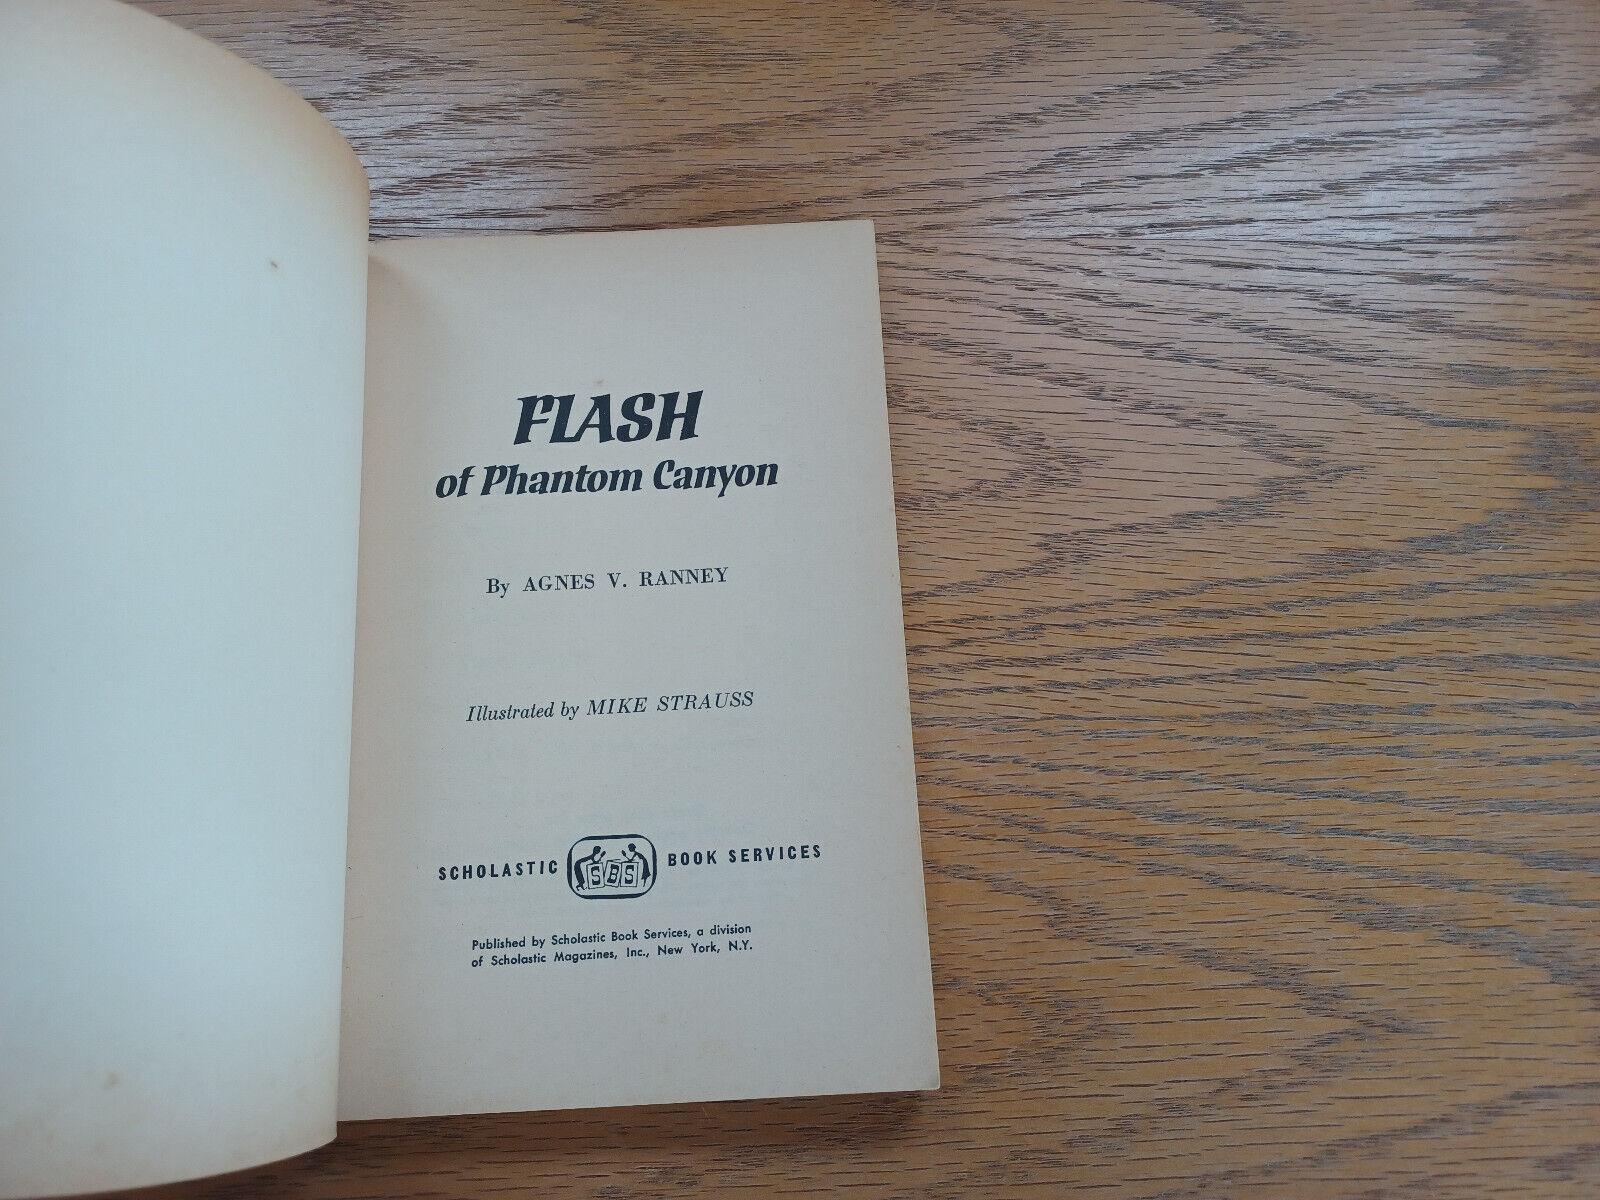 FLASH
of Phantom Canyon
By AGNES V. RANNEY
Illustrated by MIKE STRAUSS
SCHOLASTIC SBS BOOK SERVICES
Published by Scholastic Book Services, a division
of Scholastic Magazines, Inc., New York, N.Y.